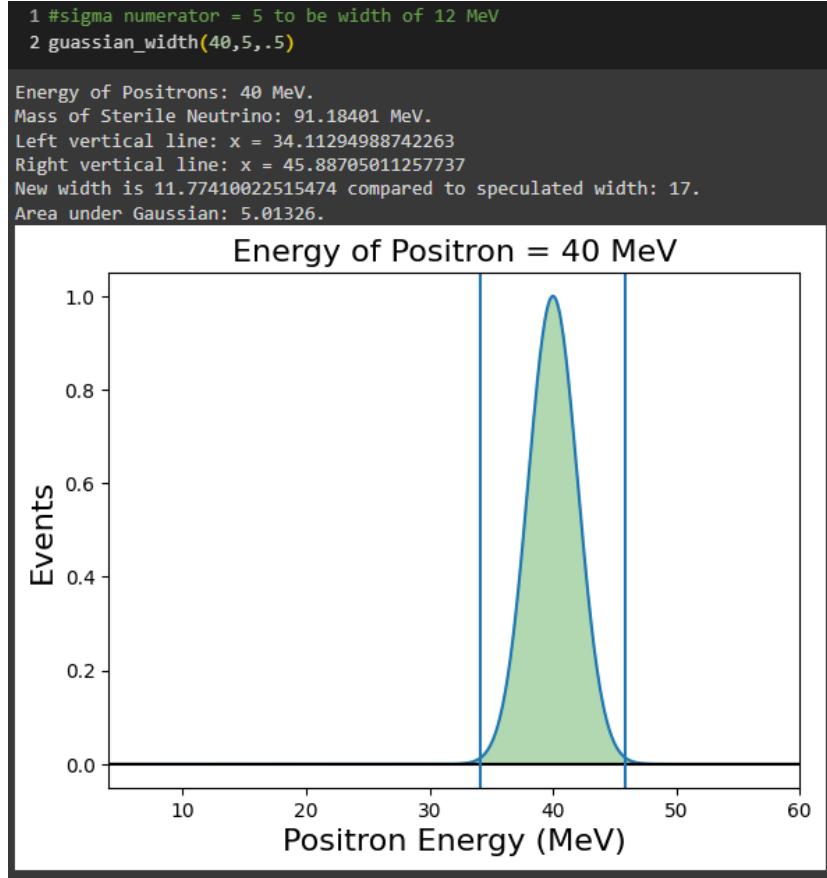 1 #sigma numerator = 5 to be width of 12 MeV
2 guassian_width(40,5,.5)
Energy of Positrons: 40 MeV.
Mass of Sterile Neutrino: 91.18401 MeV.
Left vertical line: x = 34.11294988742263
Right vertical line: x = 45.88705011257737
New width is 11.77410022515474 compared to speculated width: 17.
Area under Gaussian: 5.01326.
Energy of Positron = 40 MeV
1.0
0.8
0.6
0.4
0.2
0.0
Events
10 20 30 40 50 60
Positron Energy (MeV)